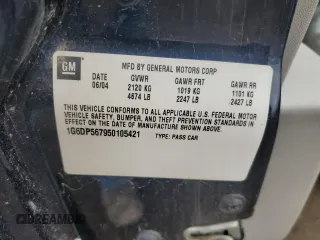 GM
MFD BY GENERAL MOTORS CORP
DATE GVWR GAWR FRT GAWR RR
06/04 2120 KG 1019 KG 1101 KG
4674 LB 2247 LB 2427 LB
THIS VEHICLE CONFORMS TO ALL APPLICABLE U.S. FEDERAL MOTOR
VEHICLE SAFETY, BUMPER, AND THEFT PREVENTION STANDARDS IN
EFFECT ON THE DATE OF MANUFACTURE SHOWN ABOVE.
1G6DP567950105421
TYPE: PASS CAR
DREAMBID